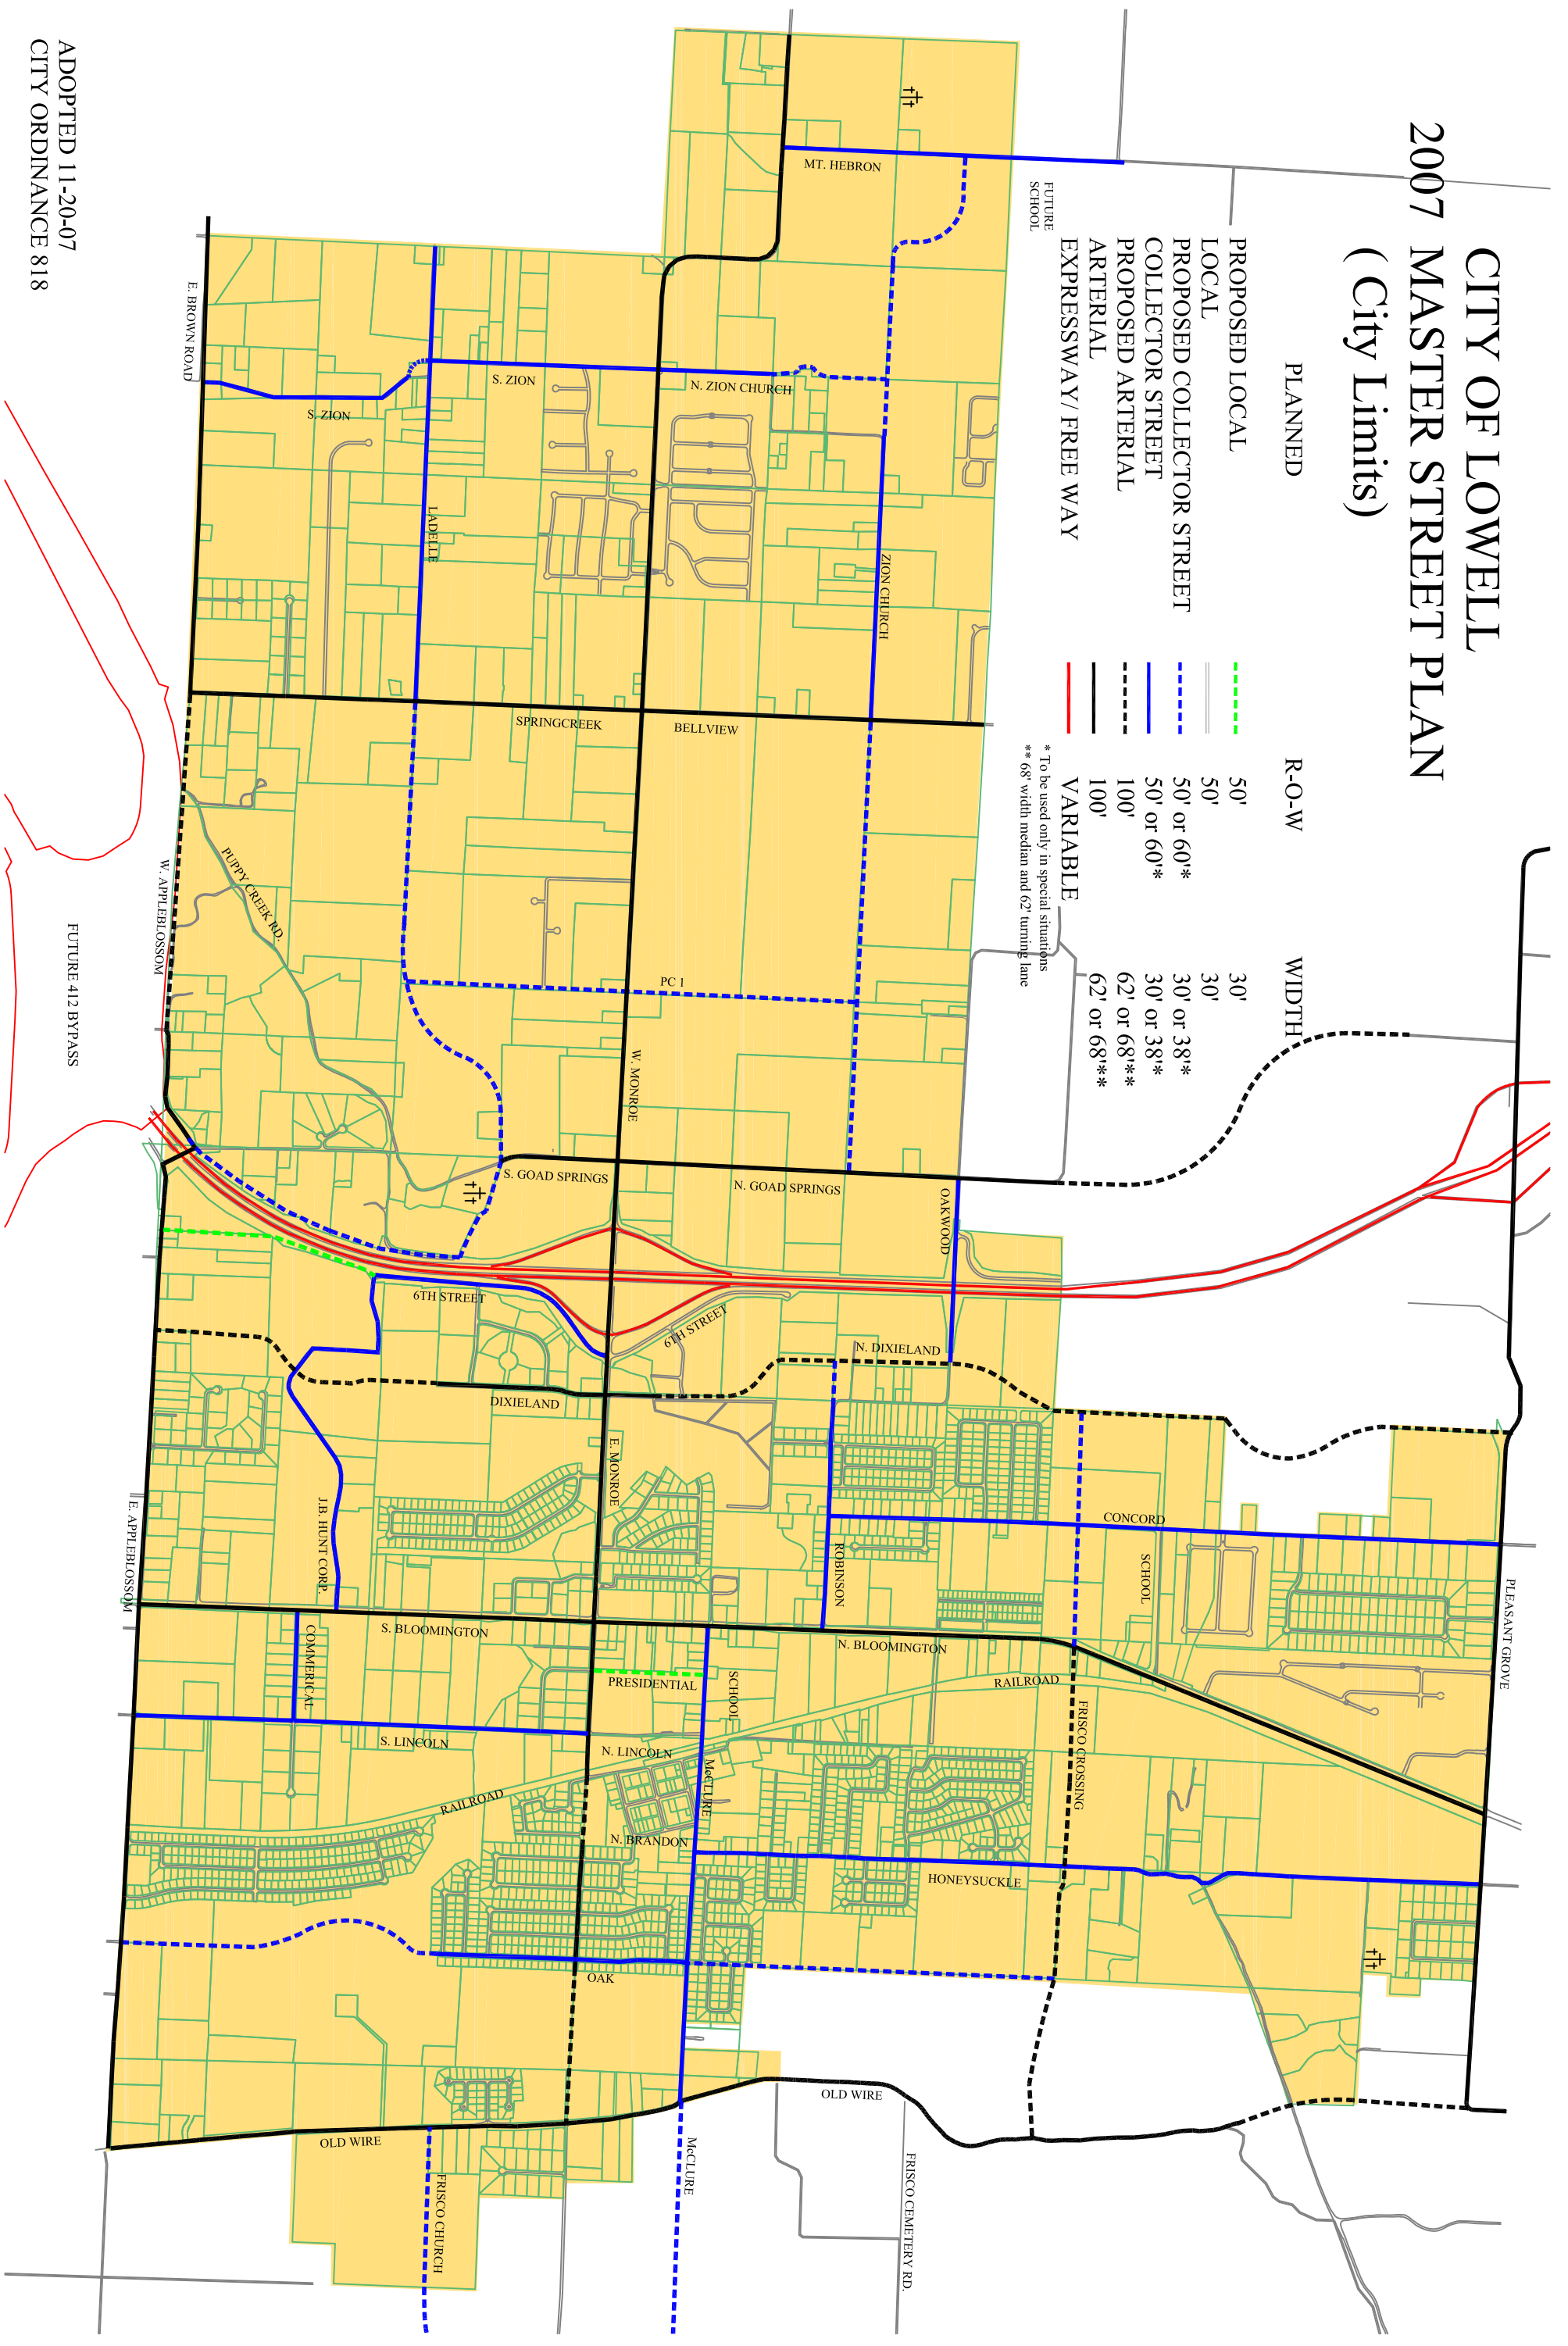 CITY OF LOWELL
2007 MASTER STREET PLAN
( City Limits)
PLANNED R-O-W WIDTH
PROPOSED LOCAL 50' 30'
LOCAL 50' 30'
PROPOSED COLLECTOR STREET 50' or 60'* 30' or 38'*
COLLECTOR STREET 50' or 60'* 30' or 38'*
PROPOSED ARTERIAL 100' 62' or 68'**
ARTERIAL 100' 62' or 68'**
EXPRESSWAY/ FREE WAY VARIABLE
* To be used only in special situations
** 68' width median and 62' turning lane
FUTURE
SCHOOL
MT. HEBRON
N. ZION CHURCH
S. ZION
S. ZION
E. BROWN ROAD
LADELLE
ZION CHURCH
SPRINGCREEK
BELLVIEW
PUPPY CREEK RD.
W. APPLEBLOSSOM
FUTURE 412 BYPASS
PC 1
W. MONROE
S. GOAD SPRINGS
N. GOAD SPRINGS
OAKWOOD
6TH STREET
6TH STREET
N. DIXIELAND
DIXIELAND
E. MONROE
J.B. HUNT CORP.
E. APPLEBLOSSOM
ROBINSON
CONCORD
SCHOOL
PLEASANT GROVE
S. BLOOMINGTON
N. BLOOMINGTON
COMMERICAL
PRESIDENTIAL
SCHOOL
RAILROAD
FRISCO CROSSING
S. LINCOLN
N. LINCOLN
McCLURE
RAILROAD
N. BRANDON
HONEYSUCKLE
OAK
OLD WIRE
OLD WIRE
McCLURE
FRISCO CHURCH
FRISCO CEMETERY RD.
ADOPTED 11-20-07
CITY ORDINANCE 818